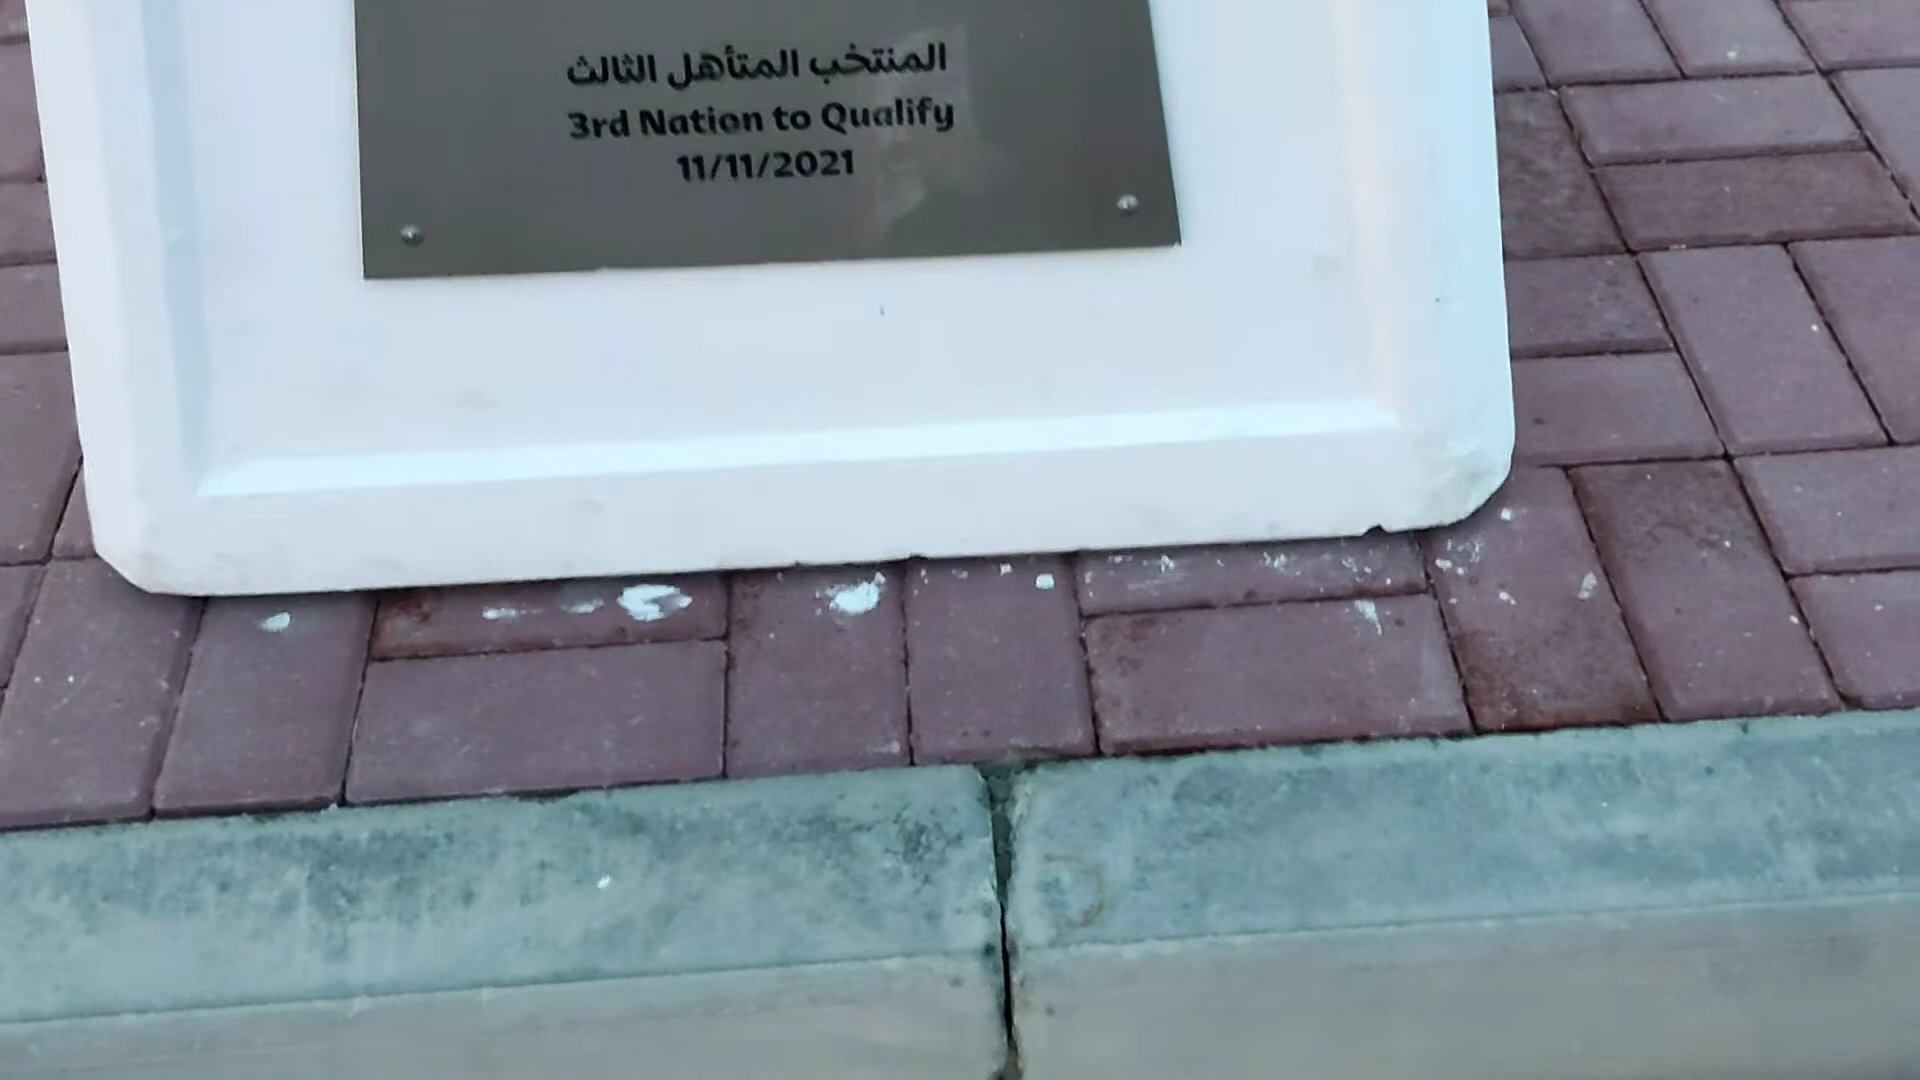 المنتخب المتأهل الثالث
3rd Nation to Qualify
11/11/2021